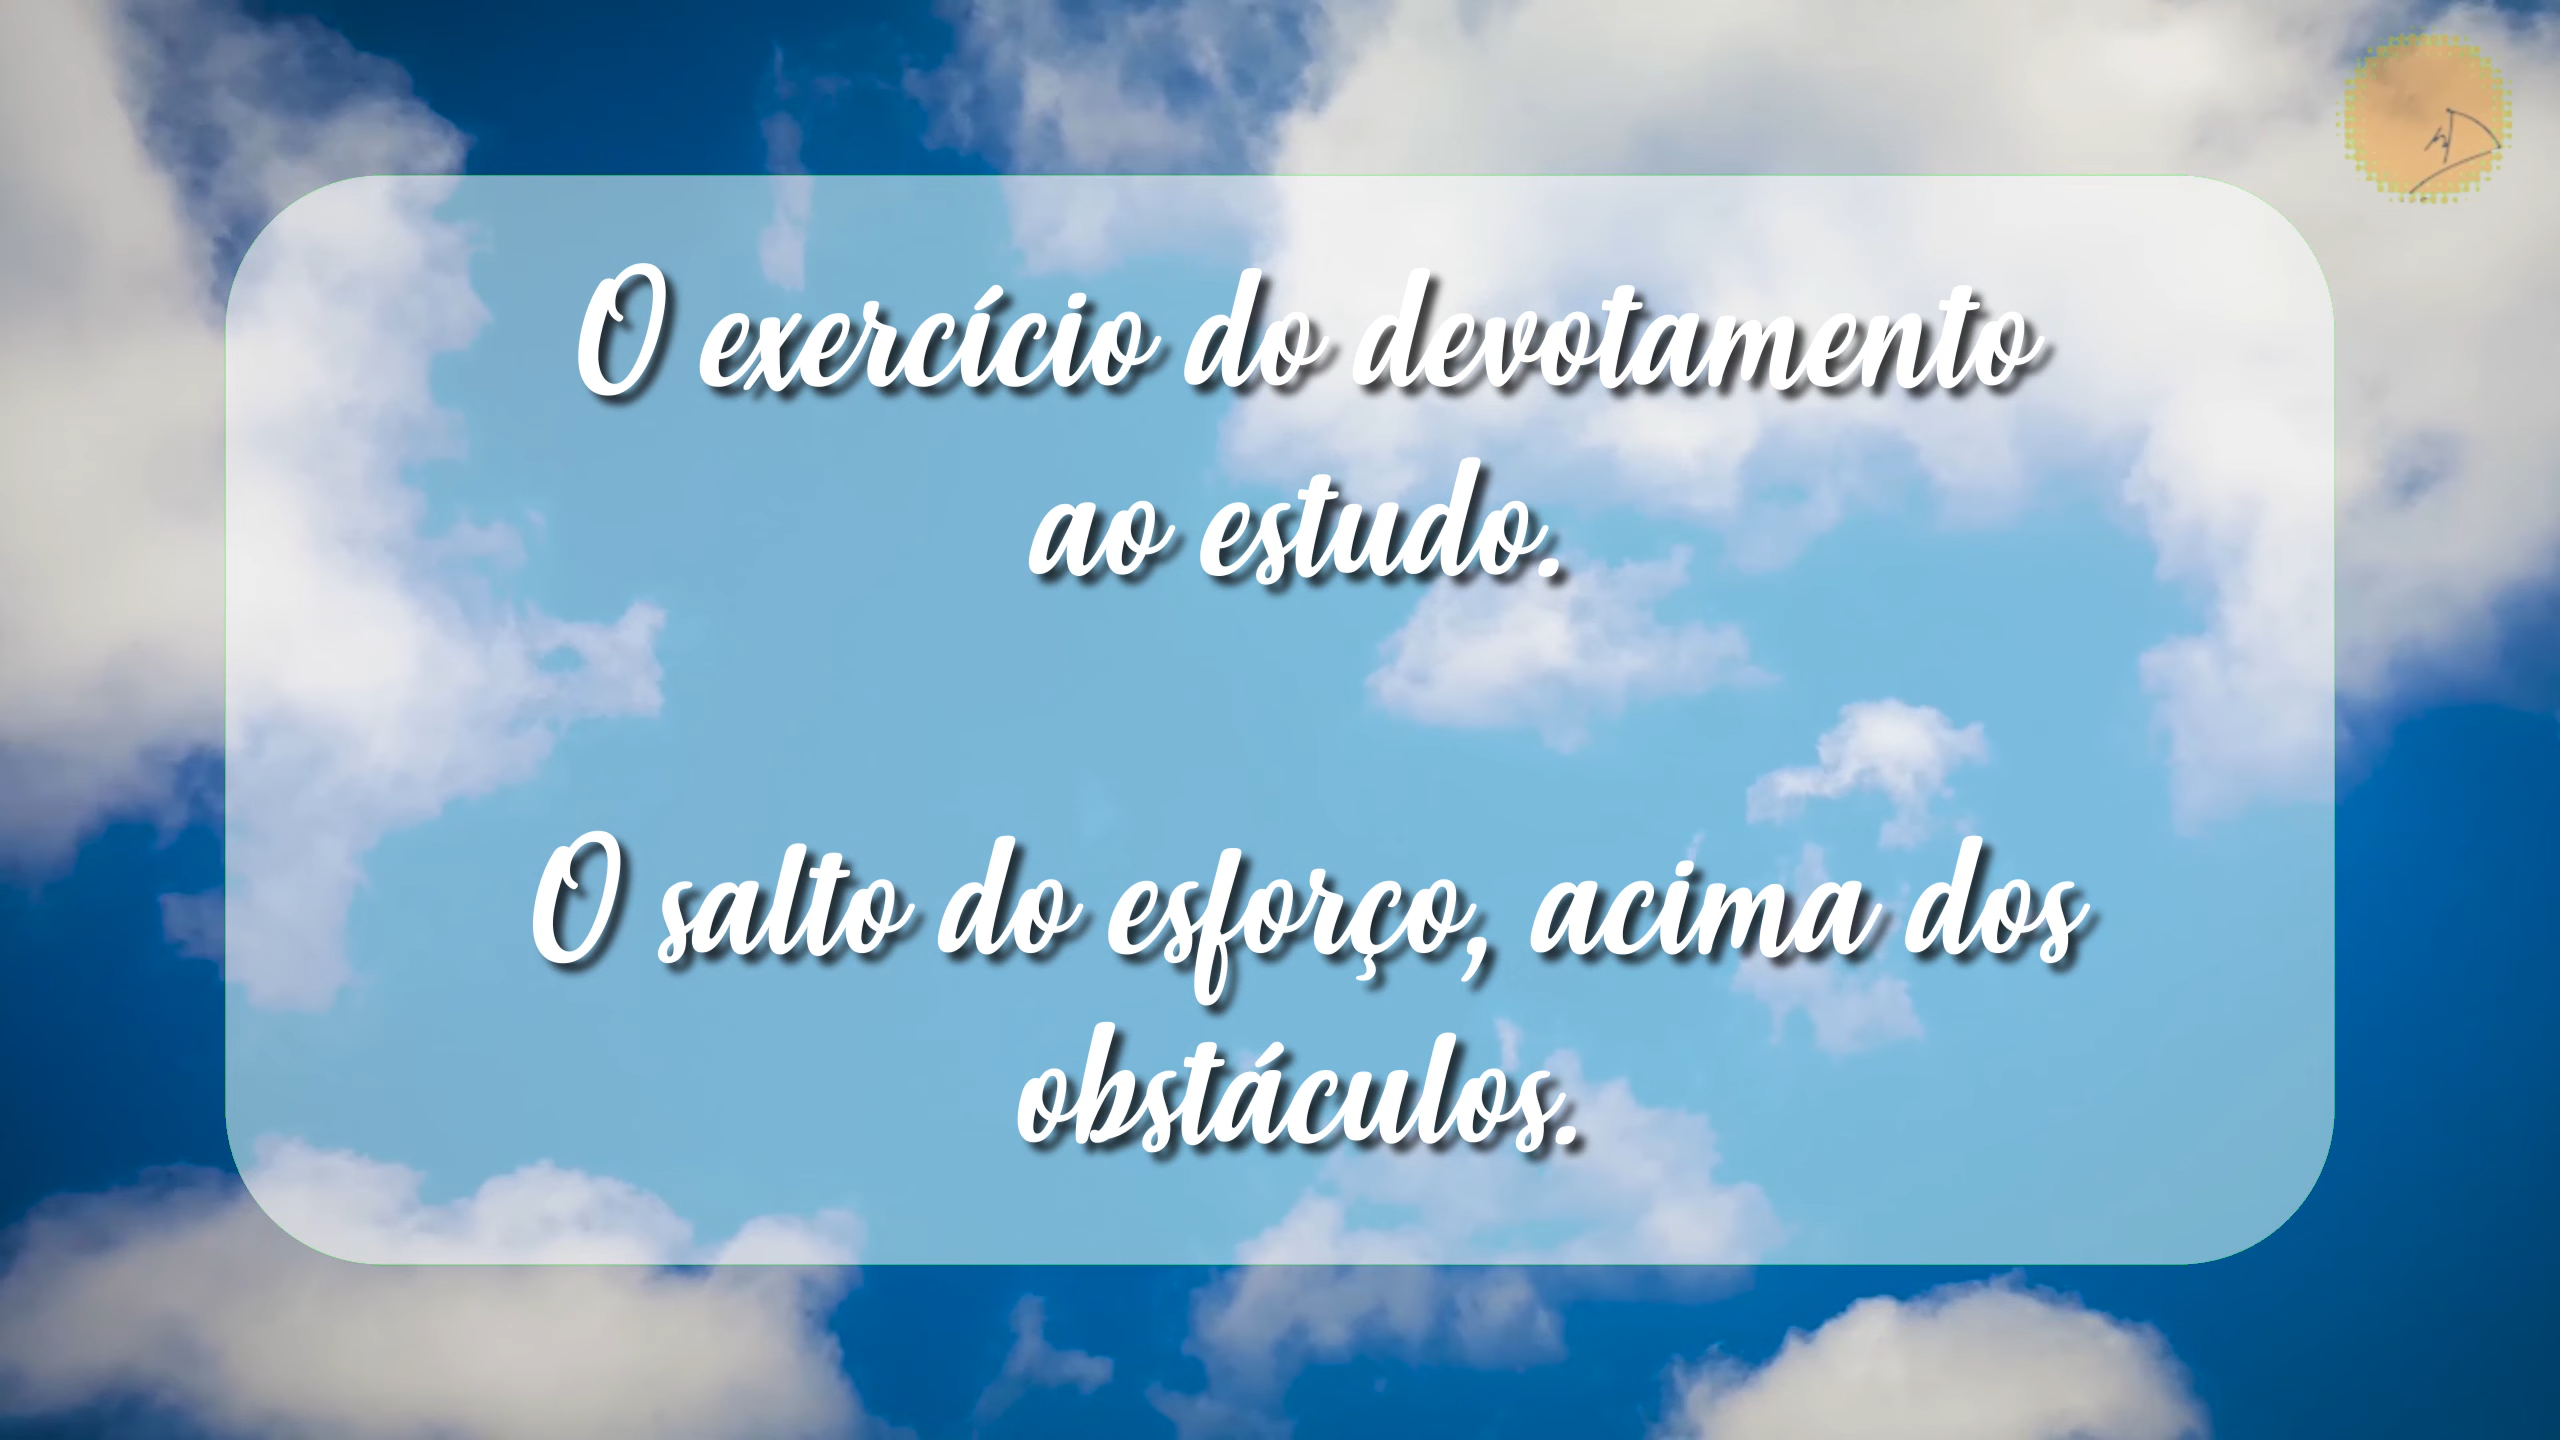 O exercício do devotamento
ao estudo.
O salto do esforço, acima dos
obstáculos.